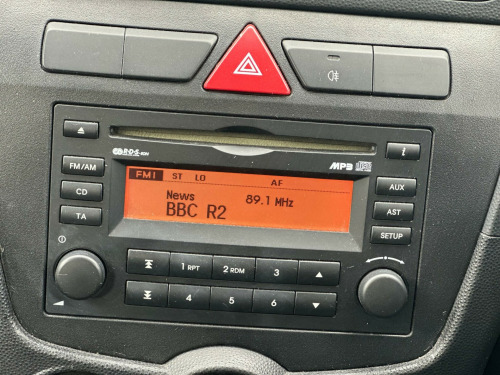 R·D·S EON
MP3
i
FM/AM
CD
TA
FM1 ST LO AF
News 89.1 MHz
BBC R2
AUX
AST
SETUP
1 RPT 2 RDM 3
4 5 6